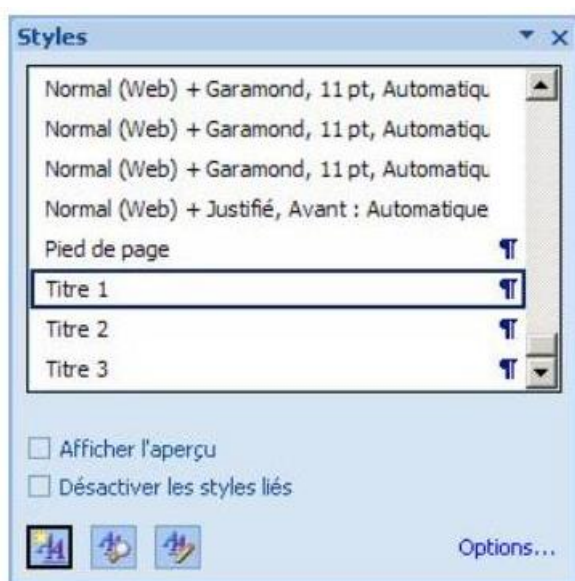 Styles
Normal (Web) + Garamond, 11 pt, Automatiqu
Normal (Web) + Garamond, 11 pt, Automatiqu
Normal (Web) + Garamond, 11 pt, Automatiqu
Normal (Web) + Justifié, Avant : Automatique
Pied de page ¶
Titre 1 ¶
Titre 2 ¶
Titre 3 ¶
Afficher l'aperçu
Désactiver les styles liés
Options...